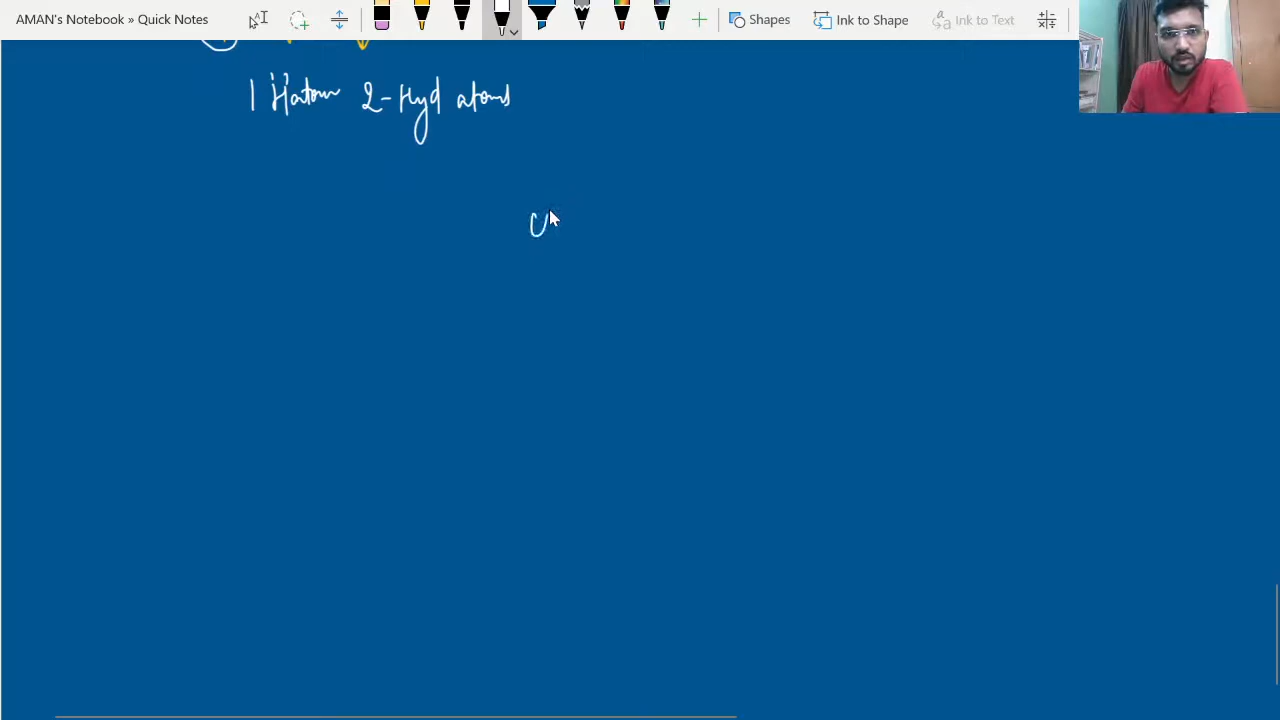 AMAN's Notebook » Quick Notes Shapes Ink to Shape Ink to Text
1 "H" atom 2-Hyd atoms